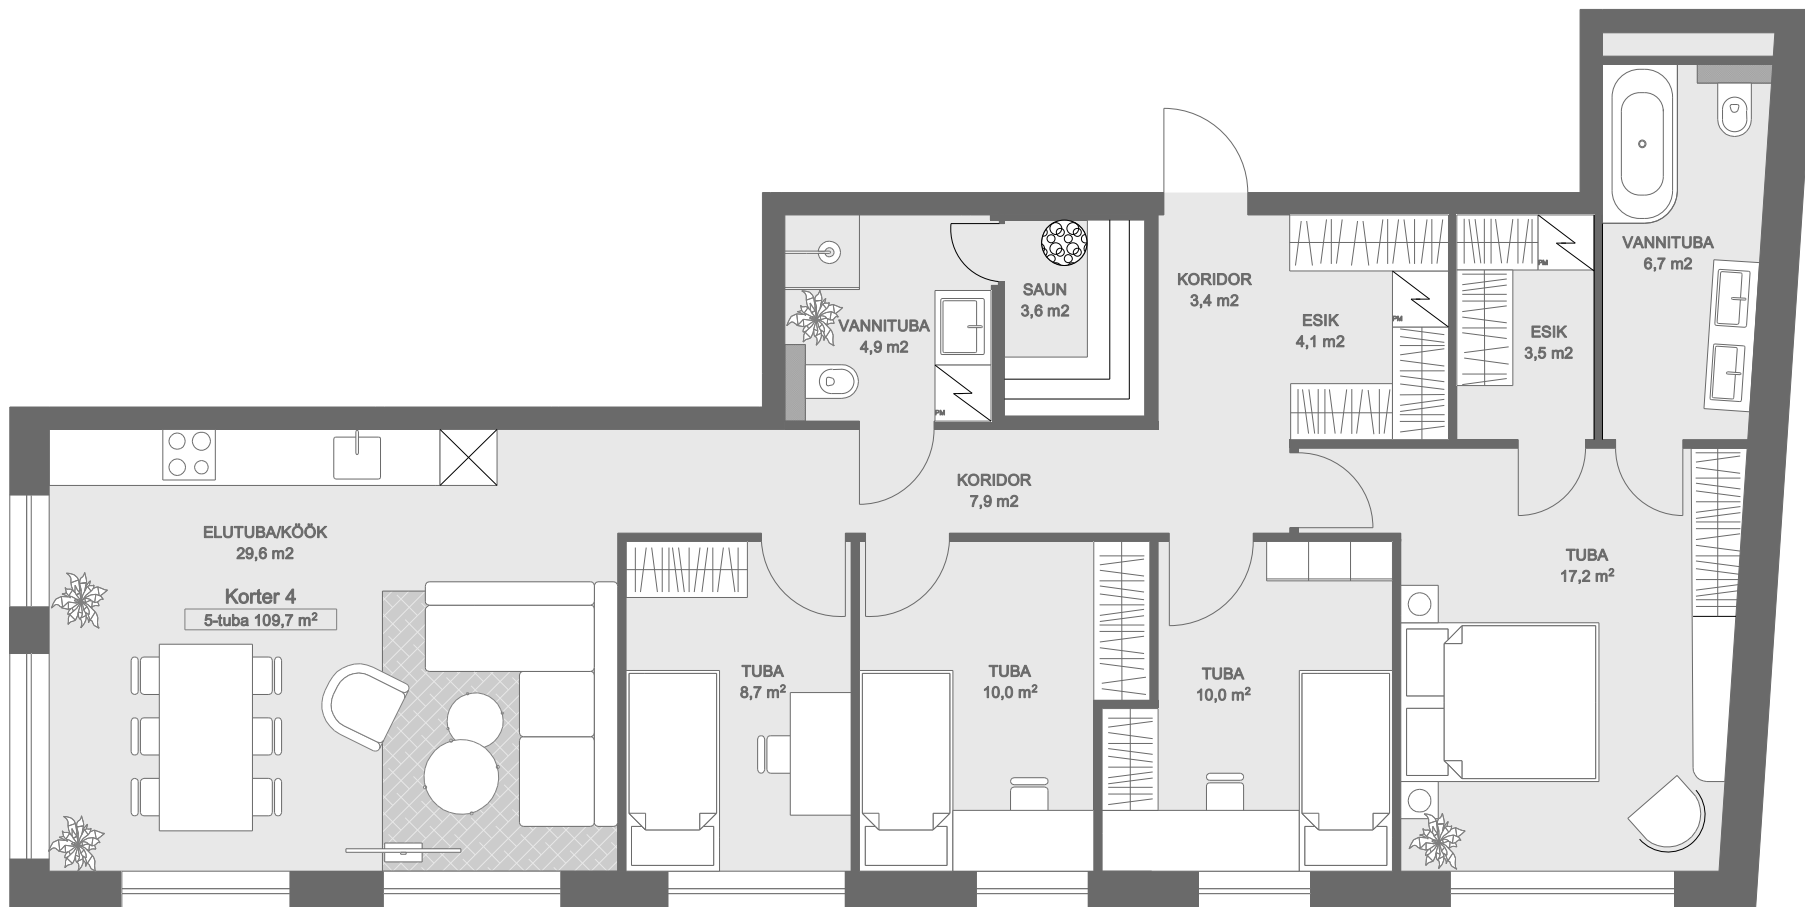 VANNITUBA
6,7 m2
KORIDOR
3,4 m2
SAUN
3,6 m2
VANNITUBA
4,9 m2
ESIK
4,1 m2
ESIK
3,5 m2
PM
PM
PM
KORIDOR
7,9 m2
ELUTUBA/KÖÖK
29,6 m2
Korter 4
5-tuba 109,7 m²
TUBA
8,7 m²
TUBA
10,0 m²
TUBA
10,0 m²
TUBA
17,2 m²